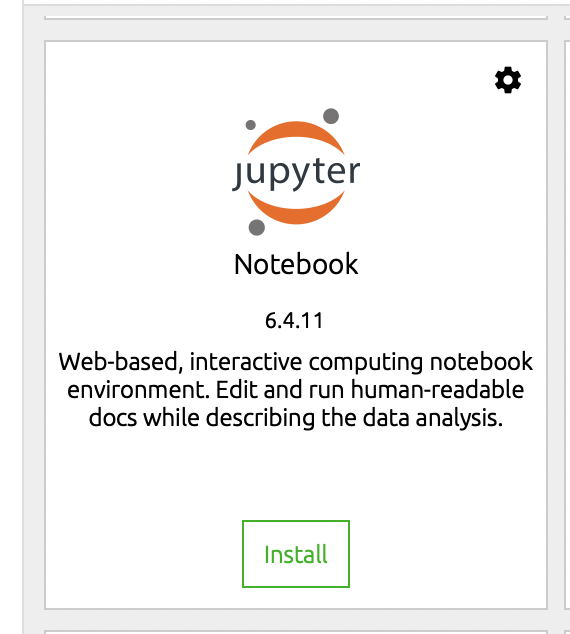 jupyter
Notebook
6.4.11
Web-based, interactive computing notebook
environment. Edit and run human-readable
docs while describing the data analysis.
Install